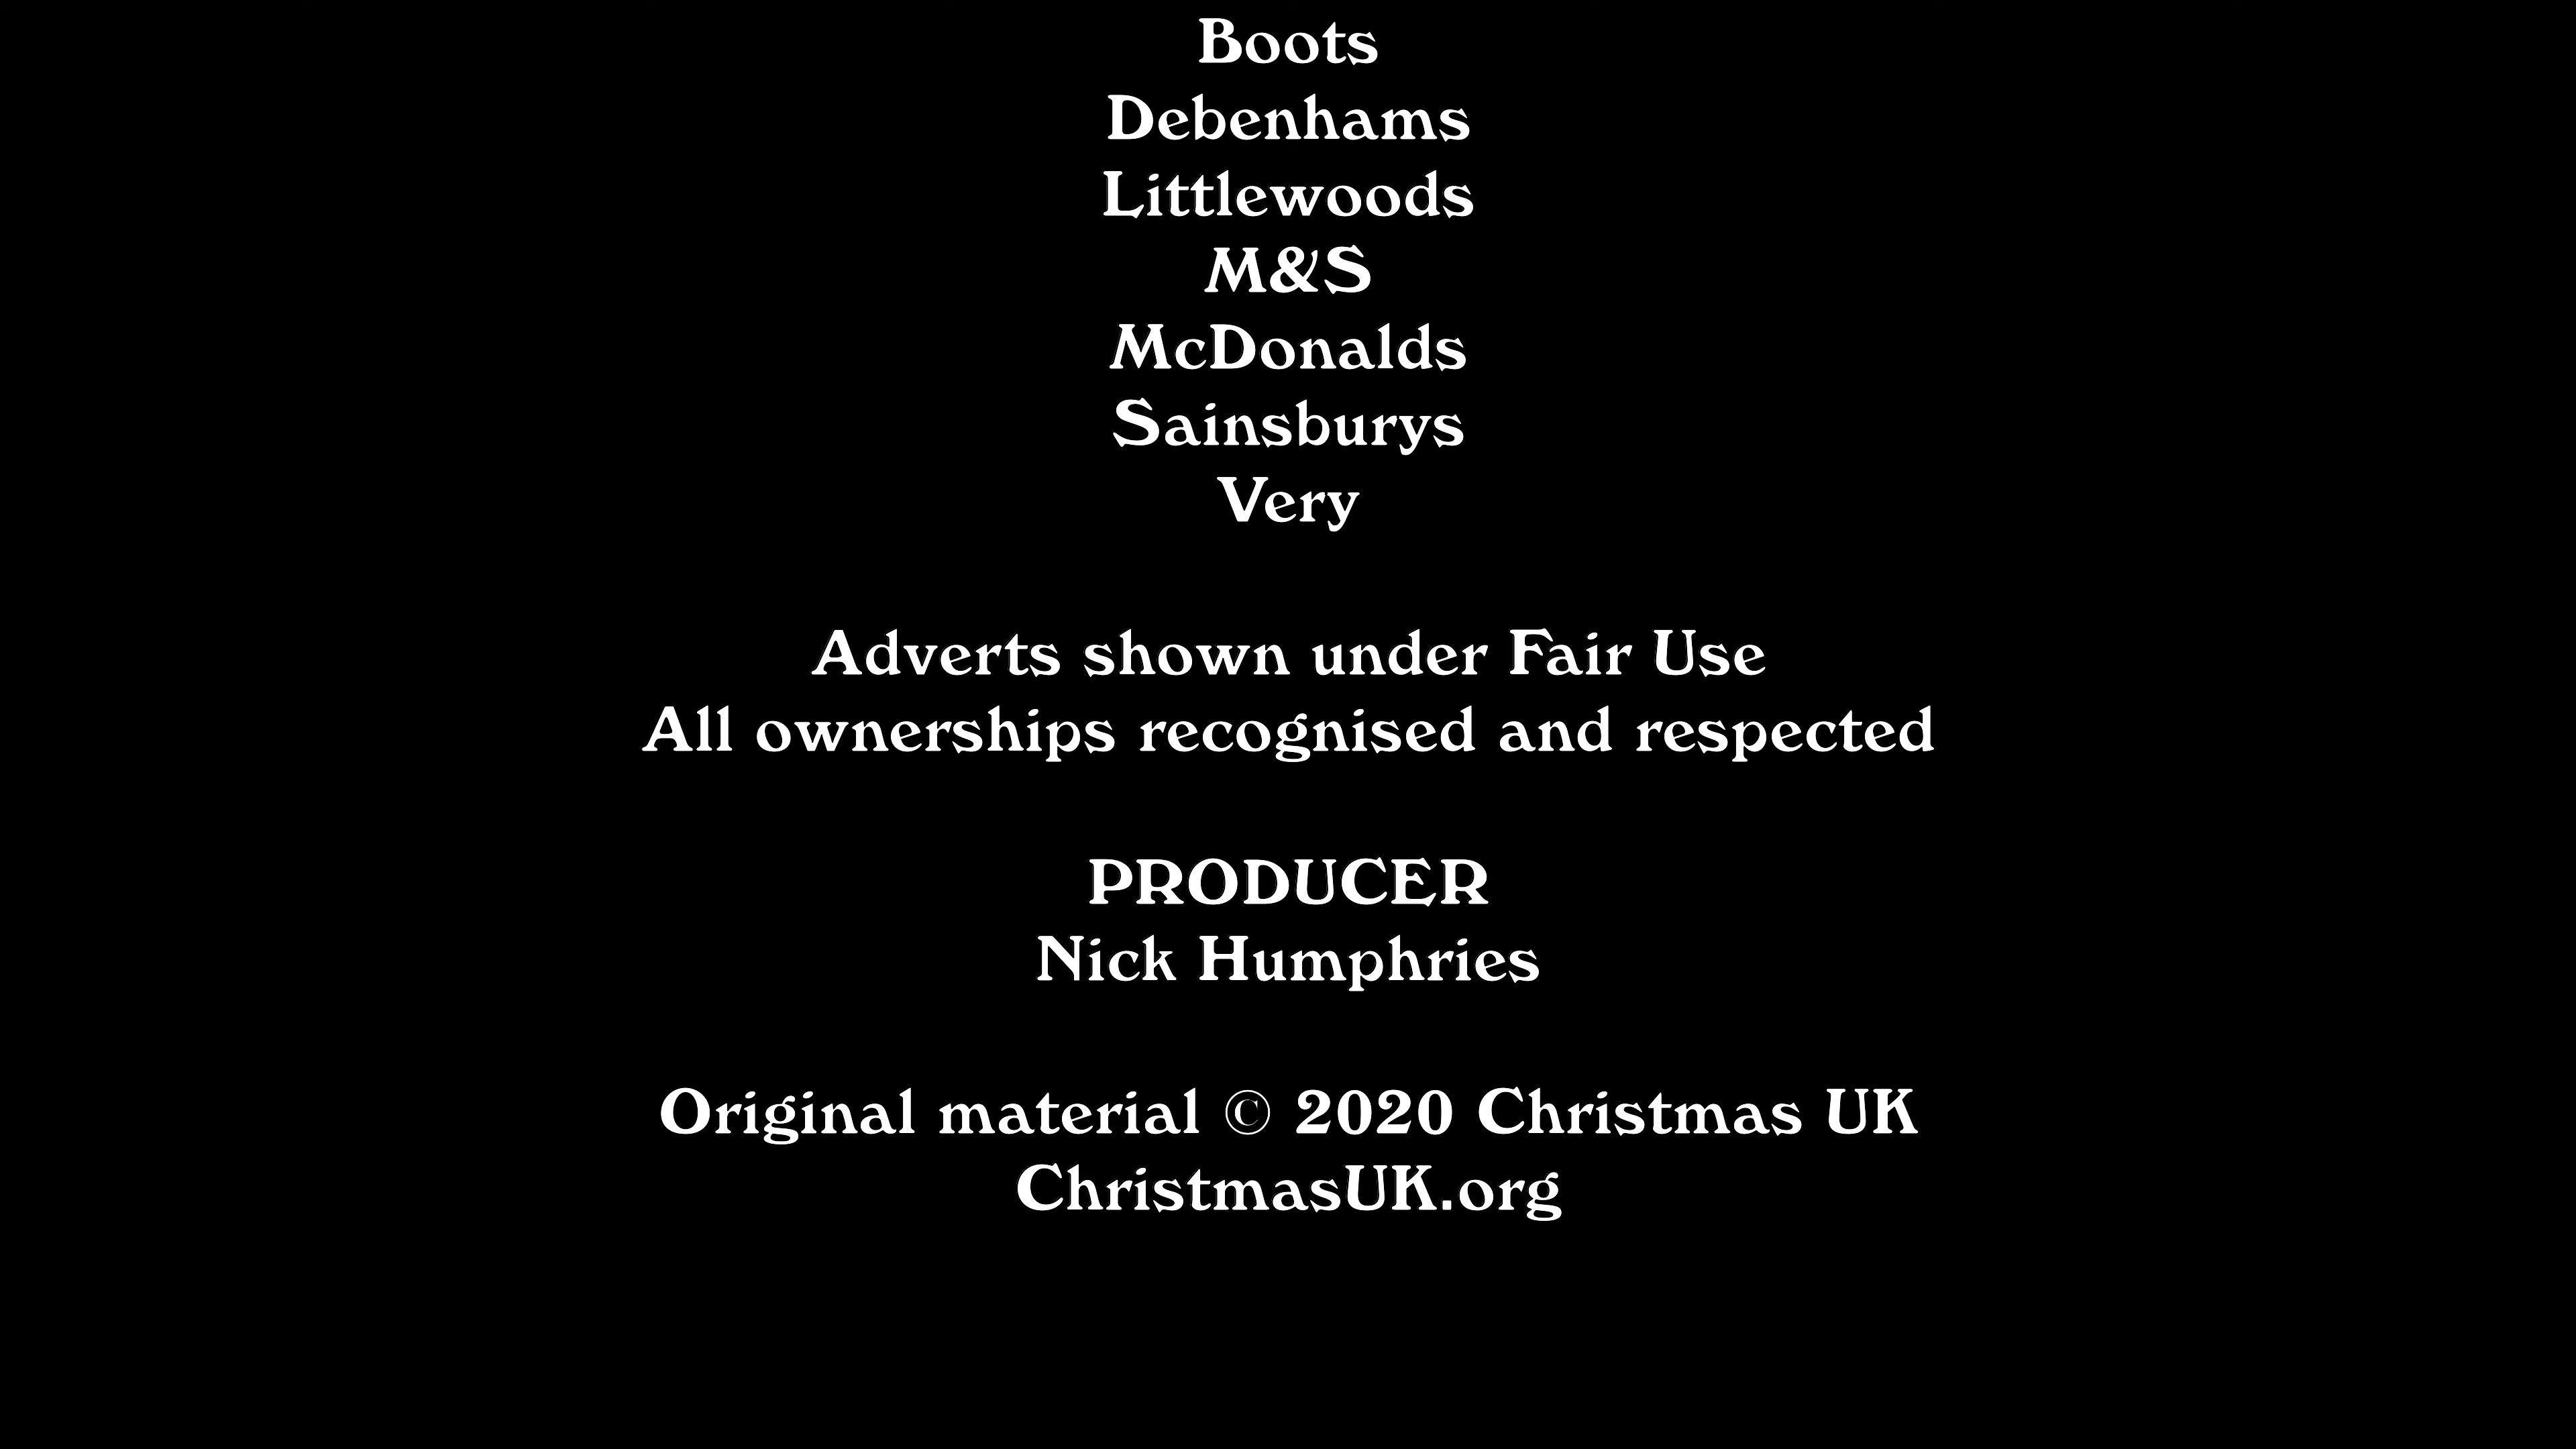 Boots
Debenhams
Littlewoods
M&S
McDonalds
Sainsburys
Very
Adverts shown under Fair Use
All ownerships recognised and respected
PRODUCER
Nick Humphries
Original material © 2020 Christmas UK
ChristmasUK.org